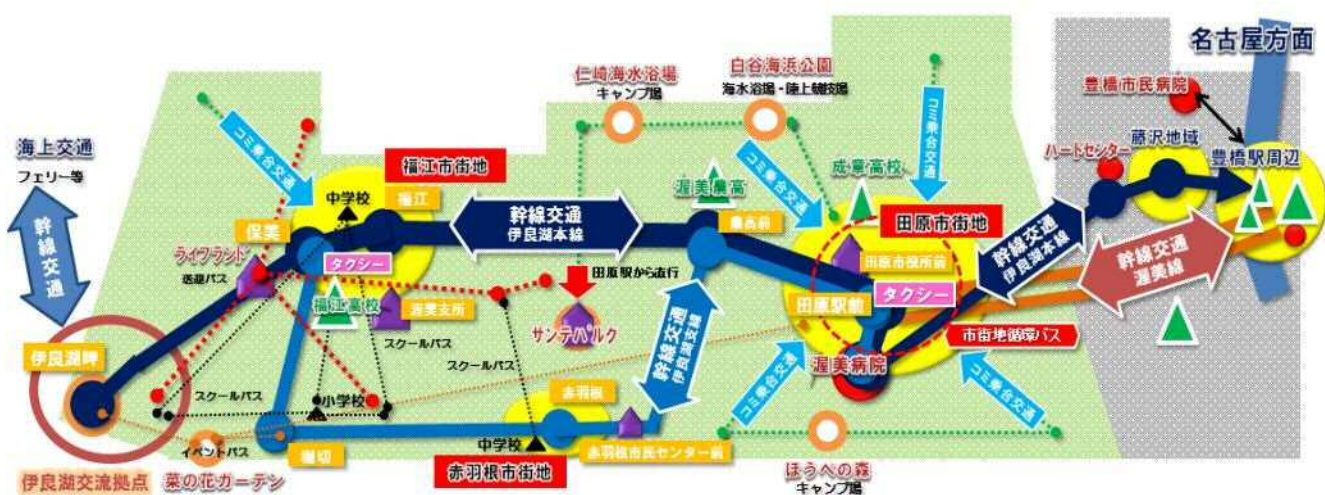 名古屋方面
仁崎海水浴場
キャンプ場
白谷海浜公園
海水浴場・陸上競技場
豊橋市民病院
海上交通
フェリー等
幹線交通
コミ乗合交通
福江市街地
中学校
福江
渥美農高
コミ乗合交通
成章高校
コミ乗合交通
ハートセンター
藤沢地域
豊橋駅周辺
保美
幹線交通
伊良湖本線
農高前
田原市街地
幹線交通
伊良湖本線
幹線交通
渥美線
ライフランド
送迎バス
タクシー
田原駅から直行
田原市役所前
福江高校
渥美支所
サンテパルク
幹線交通
伊良湖支線
田原駅前
タクシー
市街地循環バス
伊良湖岬
スクールバス
スクールバス
渥美病院
スクールバス
小学校
赤羽根
コミ乗合交通
コミ乗合交通
イベントバス
堀切
中学校
赤羽根市民センター前
伊良湖交流拠点
菜の花ガーデン
赤羽根市街地
ほうべの森
キャンプ場